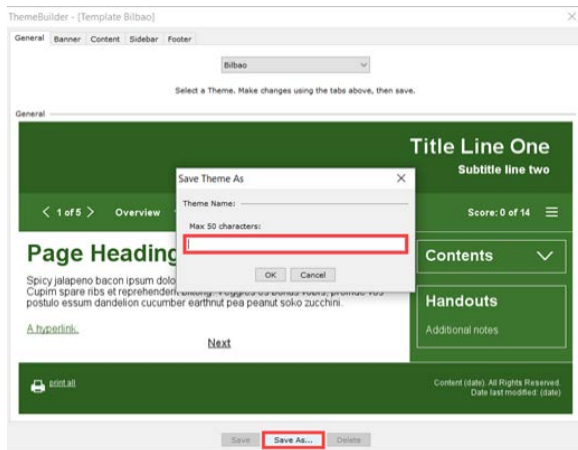 ThemeBuilder - [Template Bilbao]
General Banner Content Sidebar Footer
Bilbao
Select a Theme. Make changes using the tabs above, then save.
General
Title Line One
Subtitle line two
Save Theme As
Theme Name:
Max 50 characters:
OK Cancel
< 1 of 5 > Overview
Score: 0 of 14
Page Heading
Spicy jalapeno bacon ipsum dolo
Cupim spare ribs et reprehenderit
postulo essum dandelion cucumber earthnut pea peanut soko zucchini.
A hyperlink.
Next
Contents
Handouts
Additional notes
print all
Content (date). All Rights Reserved.
Date last modified: (date)
Save Save As... Delete